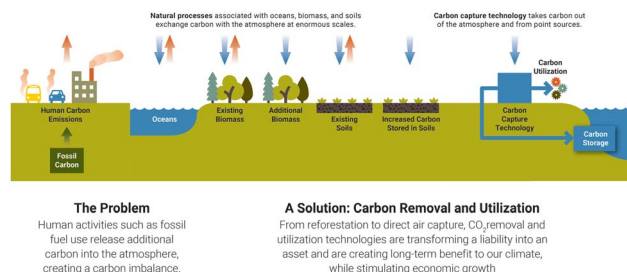 Natural processes associated with oceans, biomass, and soils
exchange carbon with the atmosphere at enormous scales.
Carbon capture technology takes carbon out
of the atmosphere and from point sources.
Carbon
Utilization
Human Carbon
Emissions
Oceans
Existing
Biomass
Additional
Biomass
Existing
Soils
Increased Carbon
Stored in Soils
Carbon
Capture
Technology
Carbon
Storage
Fossil
Carbon
The Problem
Human activities such as fossil
fuel use release additional
carbon into the atmosphere,
creating a carbon imbalance.
A Solution: Carbon Removal and Utilization
From reforestation to direct air capture, CO₂removal and
utilization technologies are transforming a liability into an
asset and are creating long-term benefit to our climate,
while stimulating economic growth